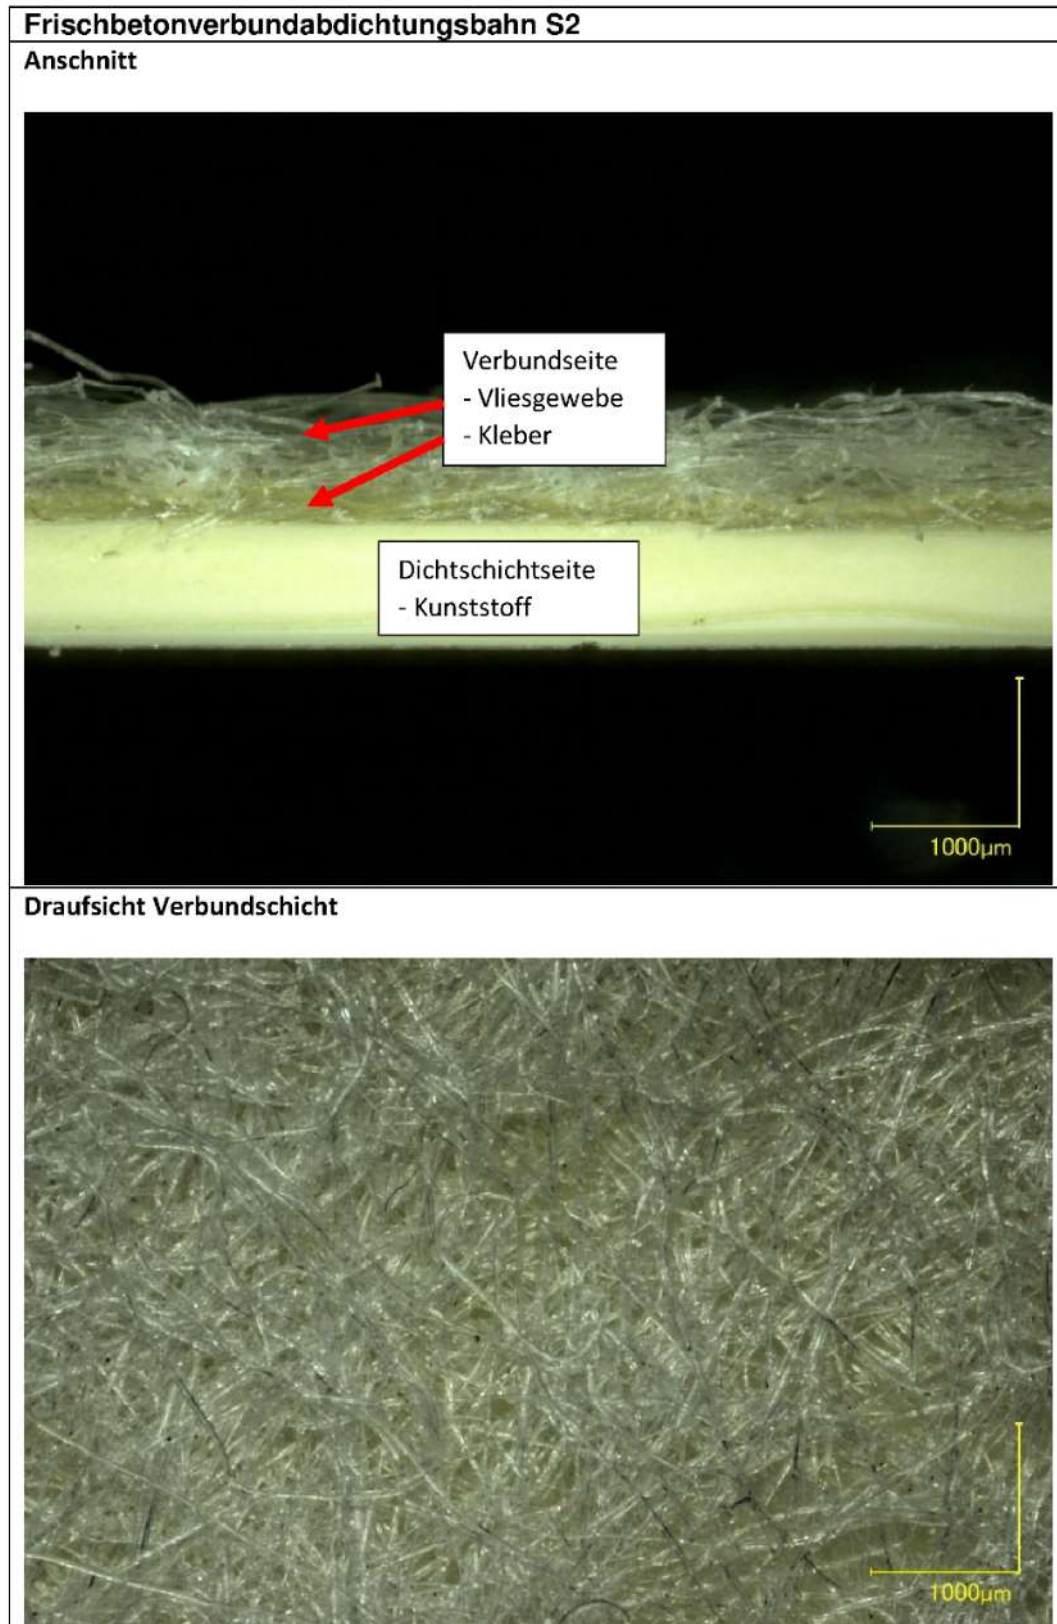 Frischbetonverbundabdichtungsbahn S2
Anschnitt
Verbundseite
- Vliesgewebe
- Kleber
Dichtschichtseite
- Kunststoff
1000µm
Draufsicht Verbundschicht
1000µm